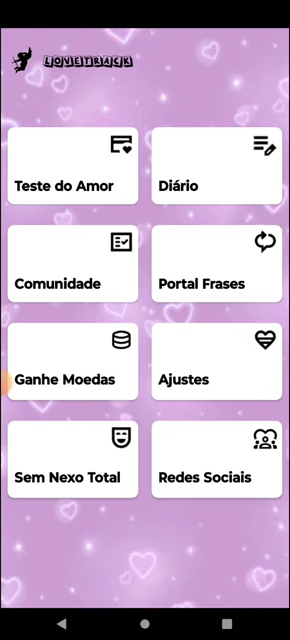 LOVETRACK
Teste do Amor
Diário
Comunidade
Portal Frases
Ganhe Moedas
Ajustes
Sem Nexo Total
Redes Sociais